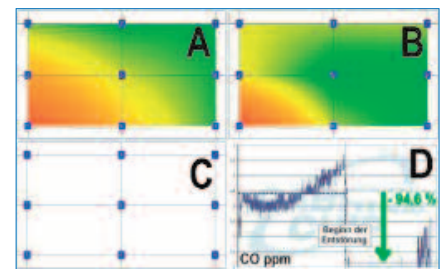 A
B
C
D
- 94,6 %
Beginn der
Entstörung
CO ppm